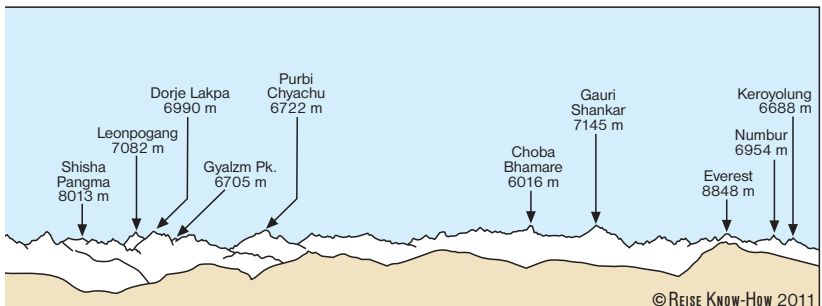 Shisha
Pangma
8013 m
Leonpogang
7082 m
Dorje Lakpa
6990 m
Gyalzm Pk.
6705 m
Purbi
Chyachu
6722 m
Choba
Bhamare
6016 m
Gauri
Shankar
7145 m
Everest
8848 m
Numbur
6954 m
Keroyolung
6688 m
© REISE KNOW-HOW 2011